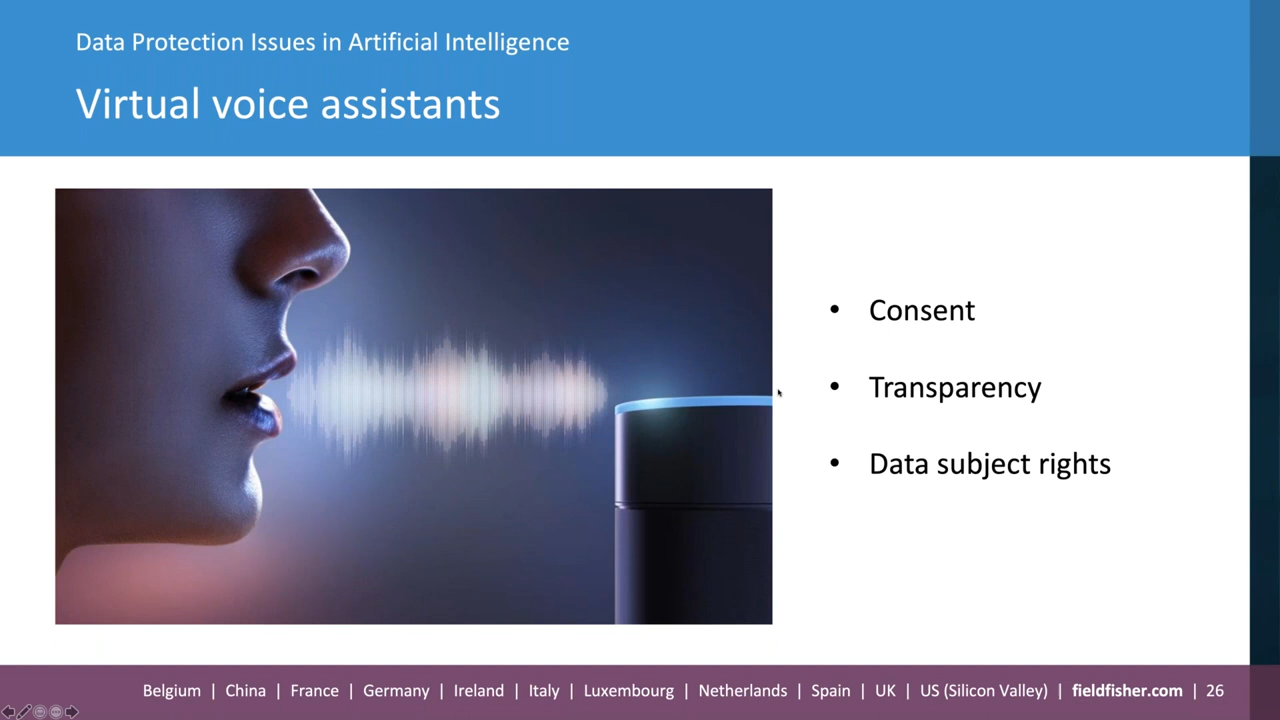 Data Protection Issues in Artificial Intelligence
Virtual voice assistants
• Consent
• Transparency
• Data subject rights
Belgium | China | France | Germany | Ireland | Italy | Luxembourg | Netherlands | Spain | UK | US (Silicon Valley) | fieldfisher.com | 26